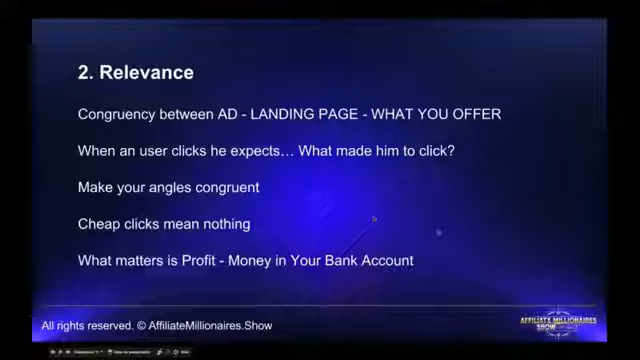 2. Relevance
Congruency between AD - LANDING PAGE - WHAT YOU OFFER
When an user clicks he expects... What made him to click?
Make your angles congruent
Cheap clicks mean nothing
What matters is Profit - Money in Your Bank Account
All rights reserved. © AffiliateMillionaires.Show
AFFILIATE MILLIONAIRES
SHOW